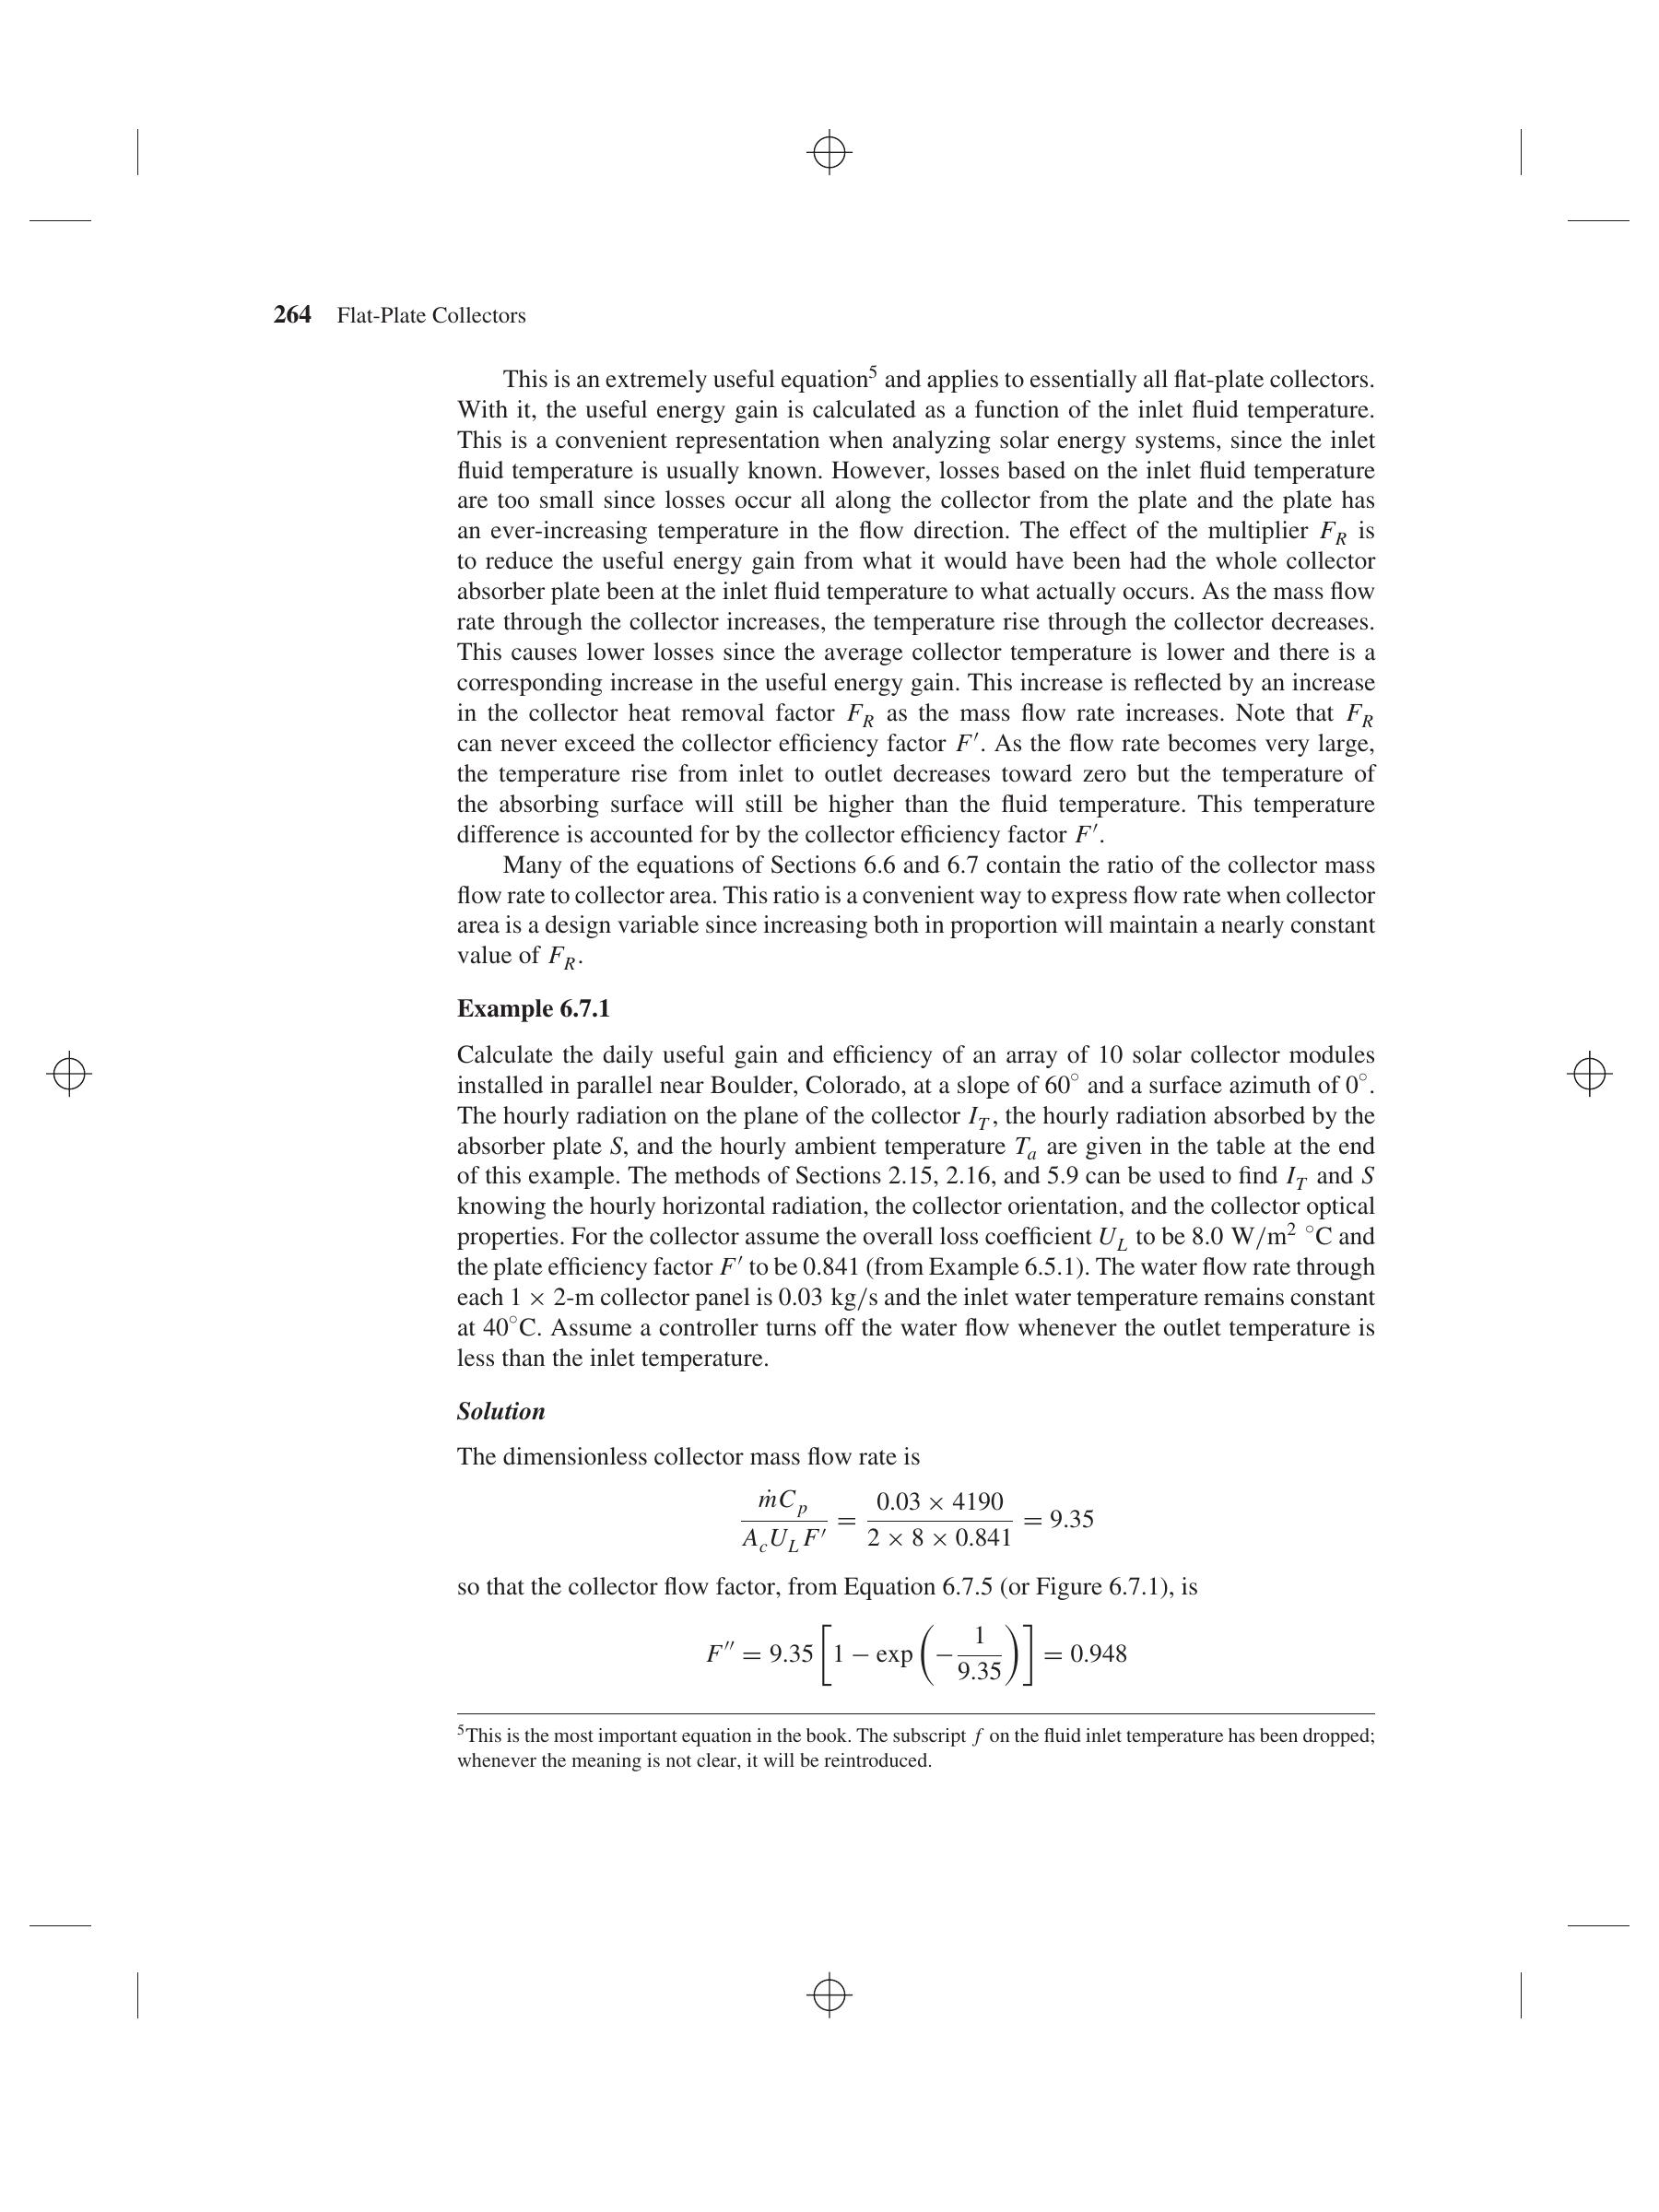 264 Flat-Plate Collectors
This is an extremely useful equation⁵ and applies to essentially all flat-plate collectors.
With it, the useful energy gain is calculated as a function of the inlet fluid temperature.
This is a convenient representation when analyzing solar energy systems, since the inlet
fluid temperature is usually known. However, losses based on the inlet fluid temperature
are too small since losses occur all along the collector from the plate and the plate has
an ever-increasing temperature in the flow direction. The effect of the multiplier F_R is
to reduce the useful energy gain from what it would have been had the whole collector
absorber plate been at the inlet fluid temperature to what actually occurs. As the mass flow
rate through the collector increases, the temperature rise through the collector decreases.
This causes lower losses since the average collector temperature is lower and there is a
corresponding increase in the useful energy gain. This increase is reflected by an increase
in the collector heat removal factor F_R as the mass flow rate increases. Note that F_R
can never exceed the collector efficiency factor F′. As the flow rate becomes very large,
the temperature rise from inlet to outlet decreases toward zero but the temperature of
the absorbing surface will still be higher than the fluid temperature. This temperature
difference is accounted for by the collector efficiency factor F′.
Many of the equations of Sections 6.6 and 6.7 contain the ratio of the collector mass
flow rate to collector area. This ratio is a convenient way to express flow rate when collector
area is a design variable since increasing both in proportion will maintain a nearly constant
value of F_R.
Example 6.7.1
Calculate the daily useful gain and efficiency of an array of 10 solar collector modules
installed in parallel near Boulder, Colorado, at a slope of 60° and a surface azimuth of 0°.
The hourly radiation on the plane of the collector I_T, the hourly radiation absorbed by the
absorber plate S, and the hourly ambient temperature T_a are given in the table at the end
of this example. The methods of Sections 2.15, 2.16, and 5.9 can be used to find I_T and S
knowing the hourly horizontal radiation, the collector orientation, and the collector optical
properties. For the collector assume the overall loss coefficient U_L to be 8.0 W/m² °C and
the plate efficiency factor F′ to be 0.841 (from Example 6.5.1). The water flow rate through
each 1 × 2-m collector panel is 0.03 kg/s and the inlet water temperature remains constant
at 40°C. Assume a controller turns off the water flow whenever the outlet temperature is
less than the inlet temperature.
Solution
The dimensionless collector mass flow rate is
ṁC_p / A_cU_LF′ = 0.03 × 4190 / 2 × 8 × 0.841 = 9.35
so that the collector flow factor, from Equation 6.7.5 (or Figure 6.7.1), is
F″ = 9.35 [1 − exp (−1/9.35)] = 0.948
⁵This is the most important equation in the book. The subscript f on the fluid inlet temperature has been dropped;
whenever the meaning is not clear, it will be reintroduced.